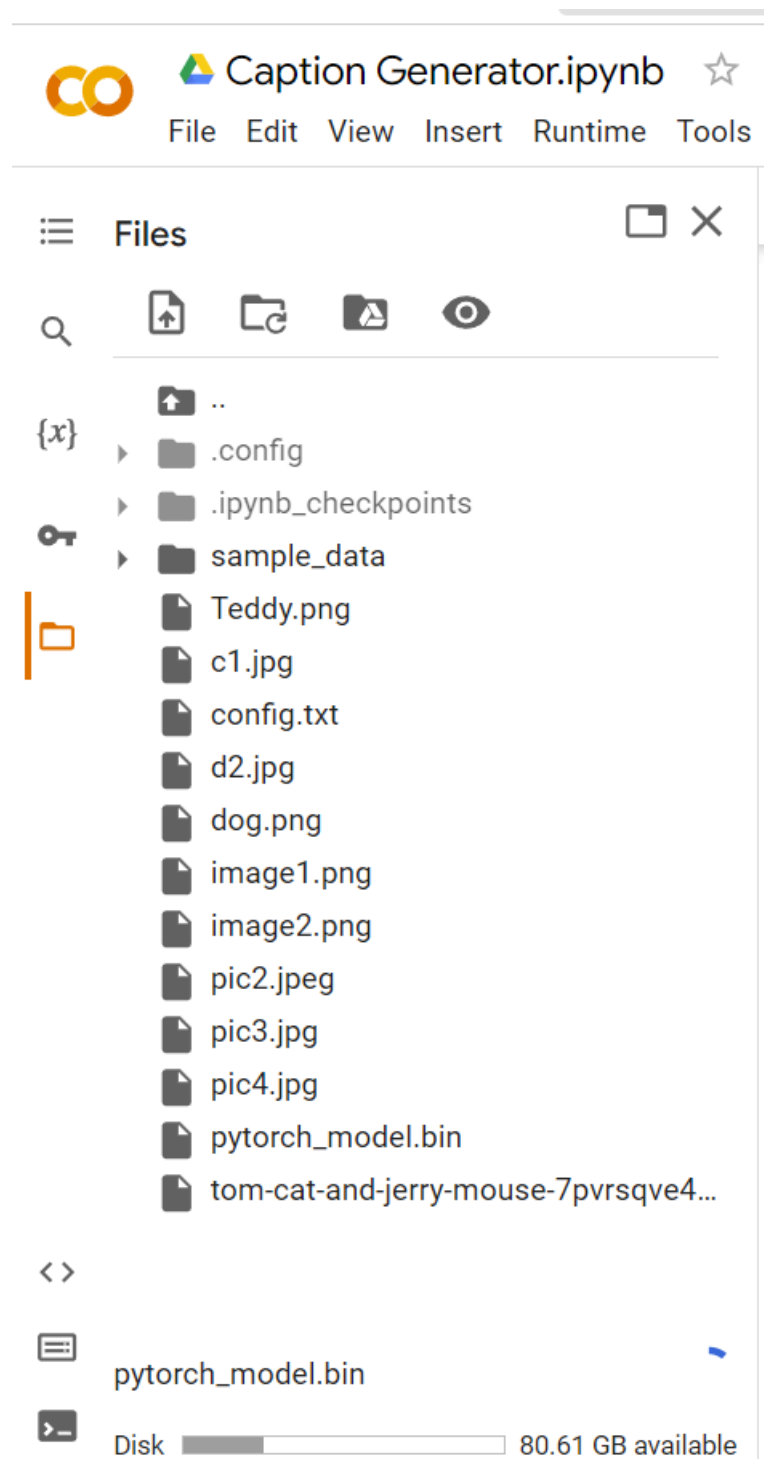 Caption Generator.ipynb
File Edit View Insert Runtime Tools
Files
..
{x}
.config
.ipynb_checkpoints
sample_data
Teddy.png
c1.jpg
config.txt
d2.jpg
dog.png
image1.png
image2.png
pic2.jpeg
pic3.jpg
pic4.jpg
pytorch_model.bin
tom-cat-and-jerry-mouse-7pvrsqve4...
pytorch_model.bin
Disk 80.61 GB available